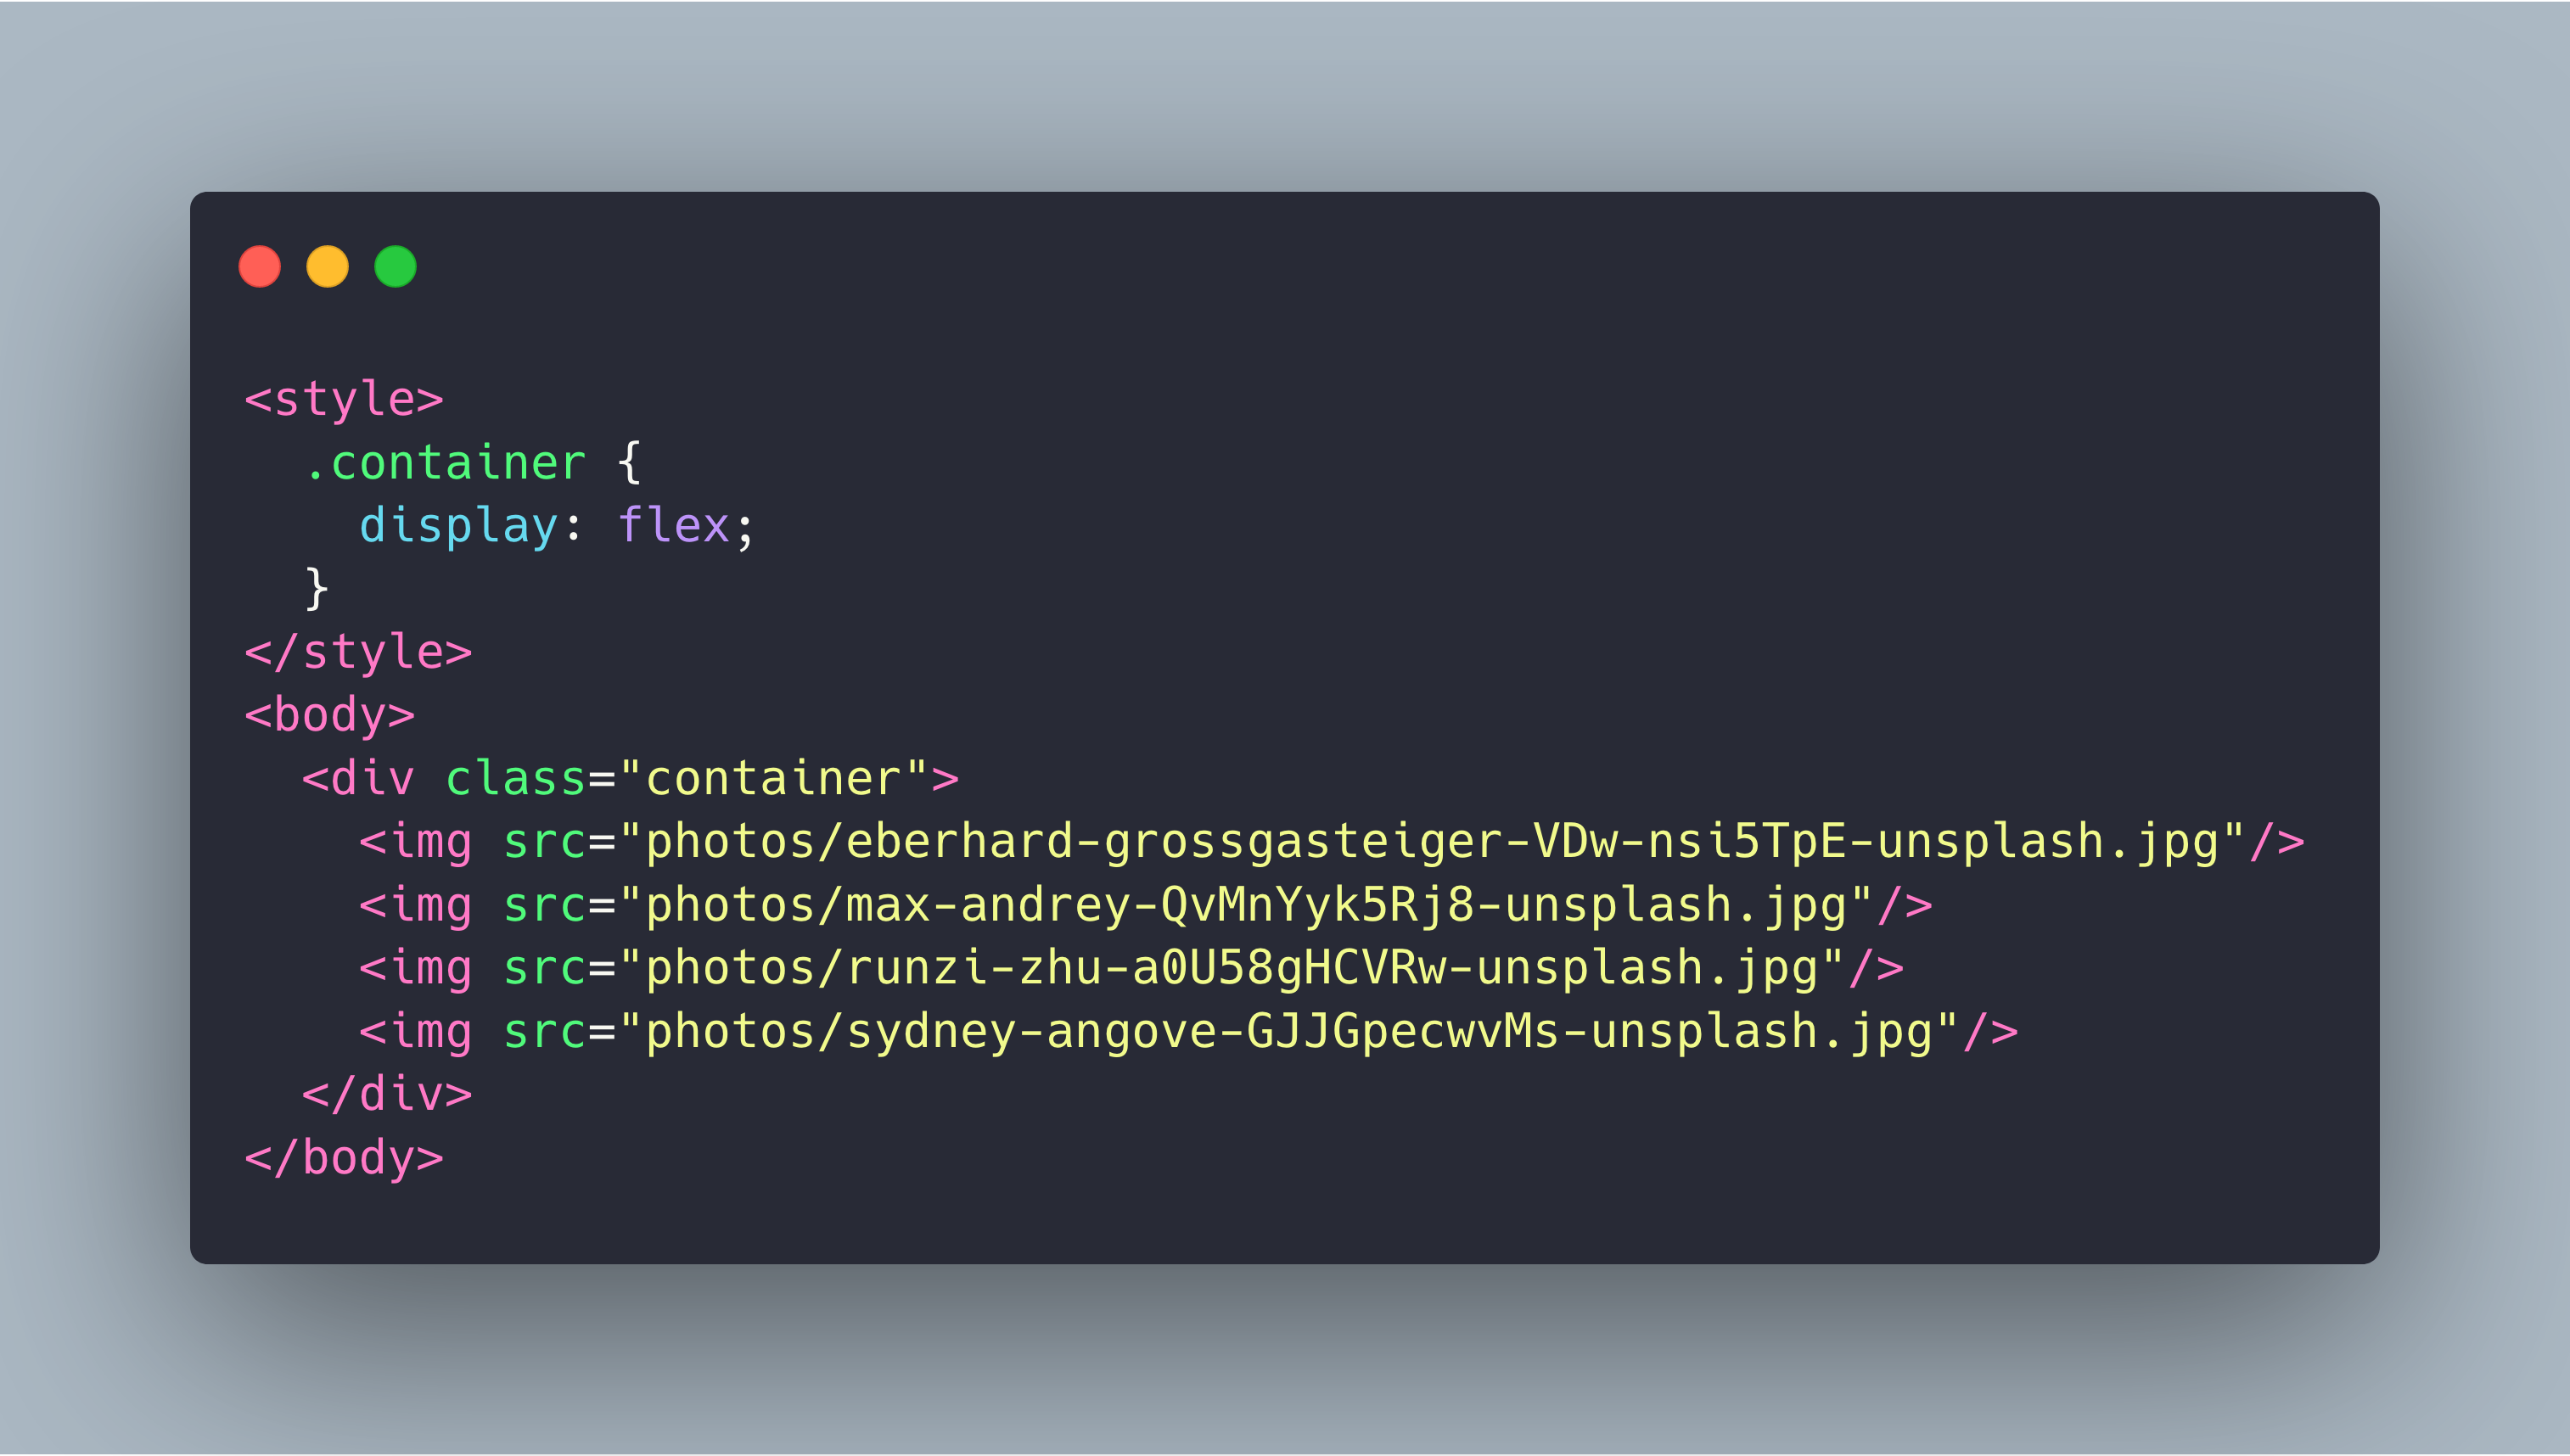 <style>
  .container {
    display: flex;
  }
</style>
<body>
  <div class="container">
    <img src="photos/eberhard-grossgasteiger-VDw-nsi5TpE-unsplash.jpg"/>
    <img src="photos/max-andrey-QvMnYyk5Rj8-unsplash.jpg"/>
    <img src="photos/runzi-zhu-a0U58gHCVRw-unsplash.jpg"/>
    <img src="photos/sydney-angove-GJJGpecwvMs-unsplash.jpg"/>
  </div>
</body>